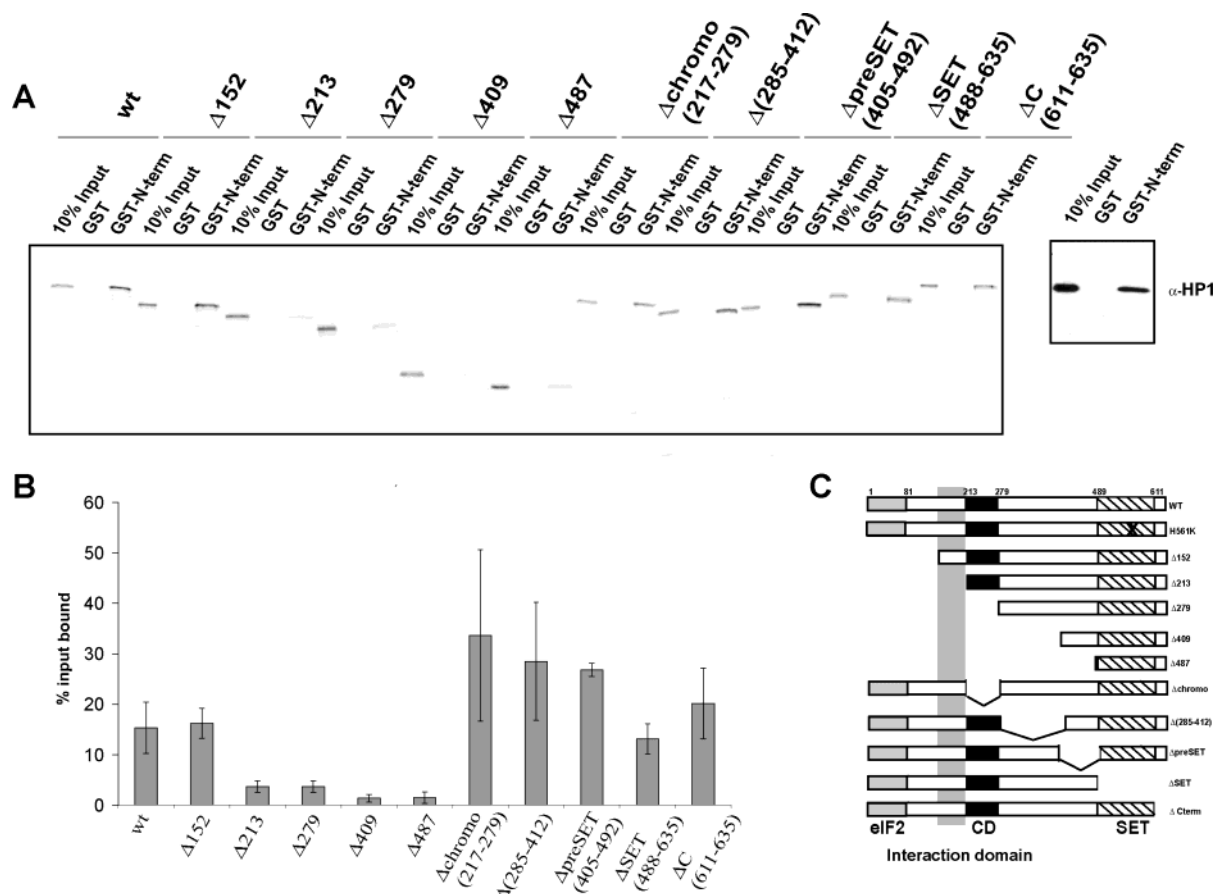 A
wt
Δ152
Δ213
Δ279
Δ409
Δ487
Δchromo
(217-279)
Δ(285-412)
ΔpreSET
(405-492)
ΔSET
(488-635)
ΔC
(611-635)
10% Input
GST
GST-N-term
10% Input
GST
GST-N-term
10% Input
GST
GST-N-term
10% Input
GST
GST-N-term
10% Input
GST
GST-N-term
10% Input
GST
GST-N-term
10% Input
GST
GST-N-term
10% Input
GST
GST-N-term
10% Input
GST
GST-N-term
10% Input
GST
GST-N-term
10% Input
GST
GST-N-term
10% Input
GST
GST-N-term
α-HP1
B
% input bound
60
50
40
30
20
10
0
wt
Δ152
Δ213
Δ279
Δ409
Δ487
Δchromo
(217-279)
Δ(285-412)
ΔpreSET
(405-492)
ΔSET
(488-635)
ΔC
(611-635)
C
1 81 213 279 489 611
WT
H561K
X
Δ152
Δ213
Δ279
Δ409
Δ487
Δchromo
Δ(285-412)
ΔpreSET
ΔSET
Δ Cterm
eIF2 CD SET
Interaction domain